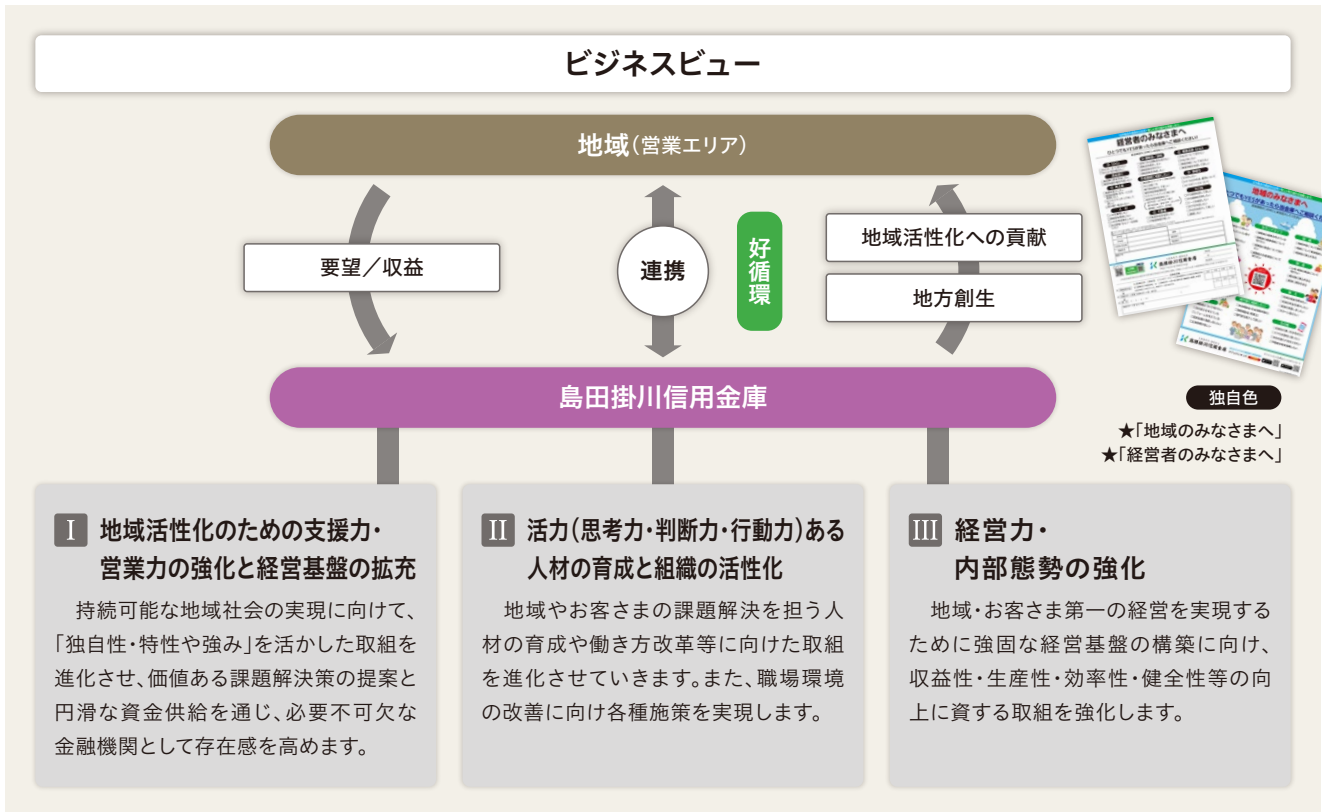 ビジネスビュー
地域(営業エリア)
要望／収益
連携
好循環
地域活性化への貢献
地方創生
経営者のみなさまへ
地域のみなさまへ
島田掛川信用金庫
島田掛川信用金庫
島田掛川信用金庫
独自色
★「地域のみなさまへ」
★「経営者のみなさまへ」
I 地域活性化のための支援力・
営業力の強化と経営基盤の拡充
持続可能な地域社会の実現に向けて、
「独自性・特性や強み」を活かした取組を
進化させ、価値ある課題解決策の提案と
円滑な資金供給を通じ、必要不可欠な
金融機関として存在感を高めます。
II 活力(思考力・判断力・行動力)ある
人材の育成と組織の活性化
地域やお客さまの課題解決を担う人
材の育成や働き方改革等に向けた取組
を進化させていきます。また、職場環境
の改善に向け各種施策を実現します。
III 経営力・
内部態勢の強化
地域・お客さま第一の経営を実現する
ために強固な経営基盤の構築に向け、
収益性・生産性・効率性・健全性等の向
上に資する取組を強化します。